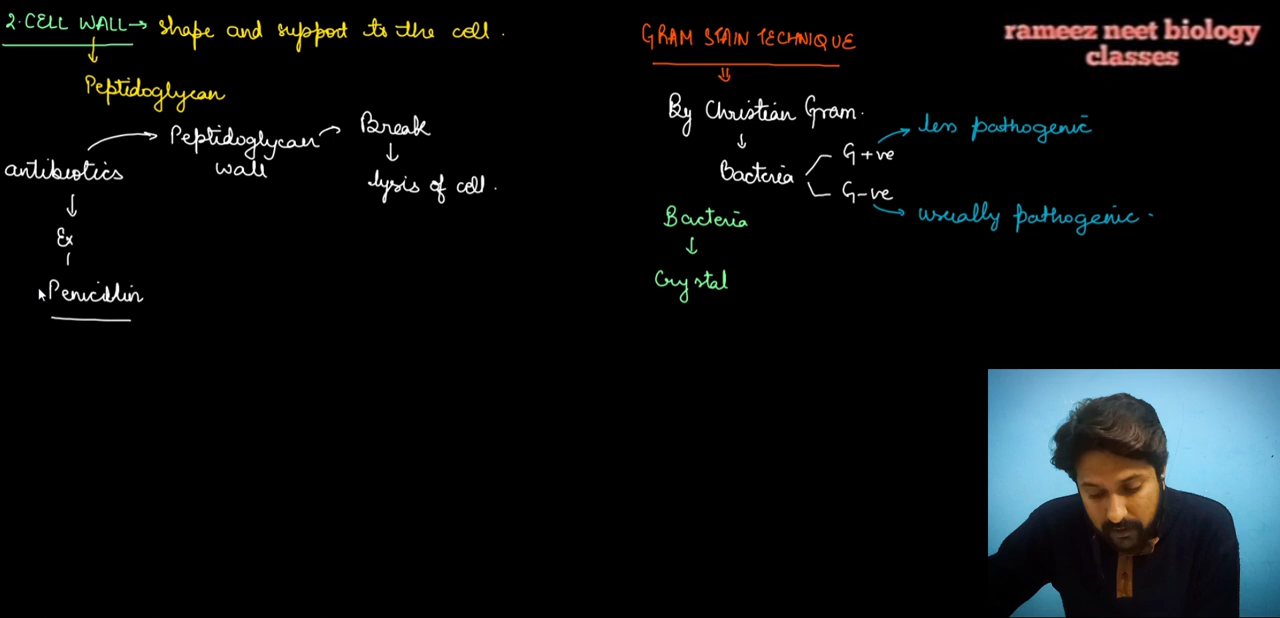 2. CELL WALL → shape and support to the cell.
↓
Peptidoglycan
antibiotics → Peptidoglycan wall → Break
↓
lysis of cell.
↓
Ex
Penicillin
GRAM STAIN TECHNIQUE
⇓
By Christian Gram.
↓
Bacteria
G+ve → less pathogenic
G-ve → usually pathogenic.
Bacteria
↓
Crystal
rameez neet biology
classes